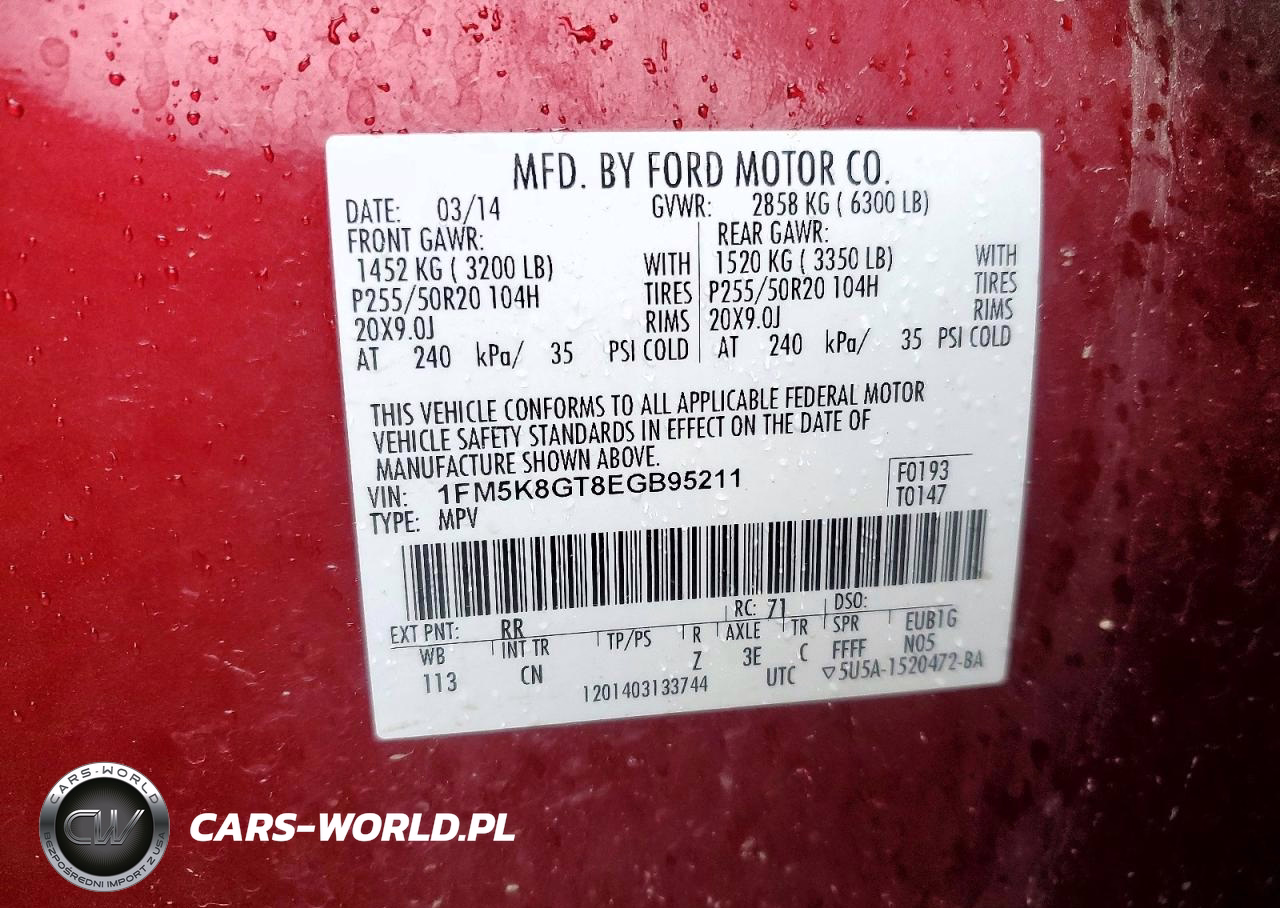 MFD. BY FORD MOTOR CO.
DATE: 03/14 GVWR: 2858 KG ( 6300 LB)
FRONT GAWR: REAR GAWR:
1452 KG ( 3200 LB) WITH 1520 KG ( 3350 LB) WITH
P255/50R20 104H TIRES P255/50R20 104H TIRES
20X9.0J RIMS 20X9.0J RIMS
AT 240 kPa/ 35 PSI COLD AT 240 kPa/ 35 PSI COLD
THIS VEHICLE CONFORMS TO ALL APPLICABLE FEDERAL MOTOR
VEHICLE SAFETY STANDARDS IN EFFECT ON THE DATE OF
MANUFACTURE SHOWN ABOVE.
VIN: 1FM5K8GT8EGB95211 F0193
TYPE: MPV T0147
EXT PNT: RR RC: 71 DSO:
WB INT TR TP/PS R AXLE TR SPR EUB1G
113 CN Z 3E C FFFF N05
1201403133744 UTC ▽5U5A-1520472-BA
CARS-WORLD
CW
BEZPOŚREDNI IMPORT Z USA
CARS-WORLD.PL